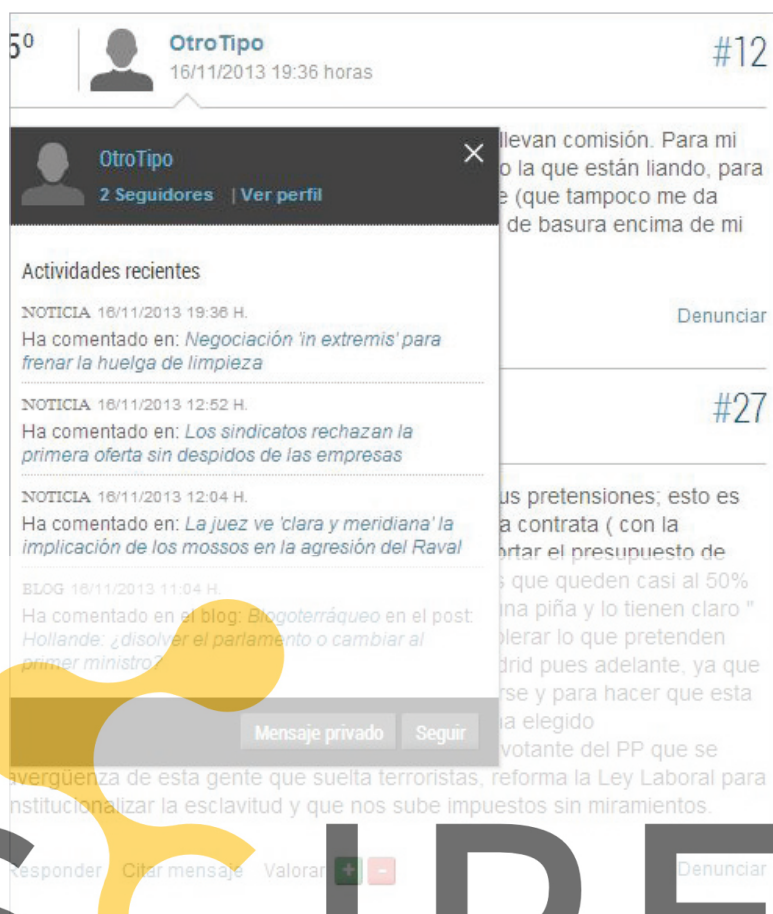 5º
OtroTipo
#12
16/11/2013 19:36 horas
llevan comisión. Para mi
o la que están liando, para
e (que tampoco me da
de basura encima de mi
Denunciar
OtroTipo
2 Seguidores | Ver perfil
Actividades recientes
NOTICIA 16/11/2013 19:36 H.
Ha comentado en: Negociación 'in extremis' para
frenar la huelga de limpieza
NOTICIA 16/11/2013 12:52 H.
Ha comentado en: Los sindicatos rechazan la
primera oferta sin despidos de las empresas
NOTICIA 16/11/2013 12:04 H.
Ha comentado en: La juez ve 'clara y meridiana' la
implicación de los mossos en la agresión del Raval
BLOG 16/11/2013 11:04 H.
Ha comentado en el blog: Blogoterráqueo en el post:
Hollande: ¿disolver el parlamento o cambiar al
primer ministro?
Mensaje privado Seguir
#27
us pretensiones; esto es
a contrata ( con la
ortar el presupuesto de
s que queden casi al 50%
una piña y lo tienen claro "
olerar lo que pretenden
drid pues adelante, ya que
rse y para hacer que esta
na elegido
votante del PP que se
avergüenza de esta gente que suelta terroristas, reforma la Ley Laboral para
nstitucionalizar la esclavitud y que nos sube impuestos sin miramientos.
Responder Citar mensaje Valorar + -
Denunciar